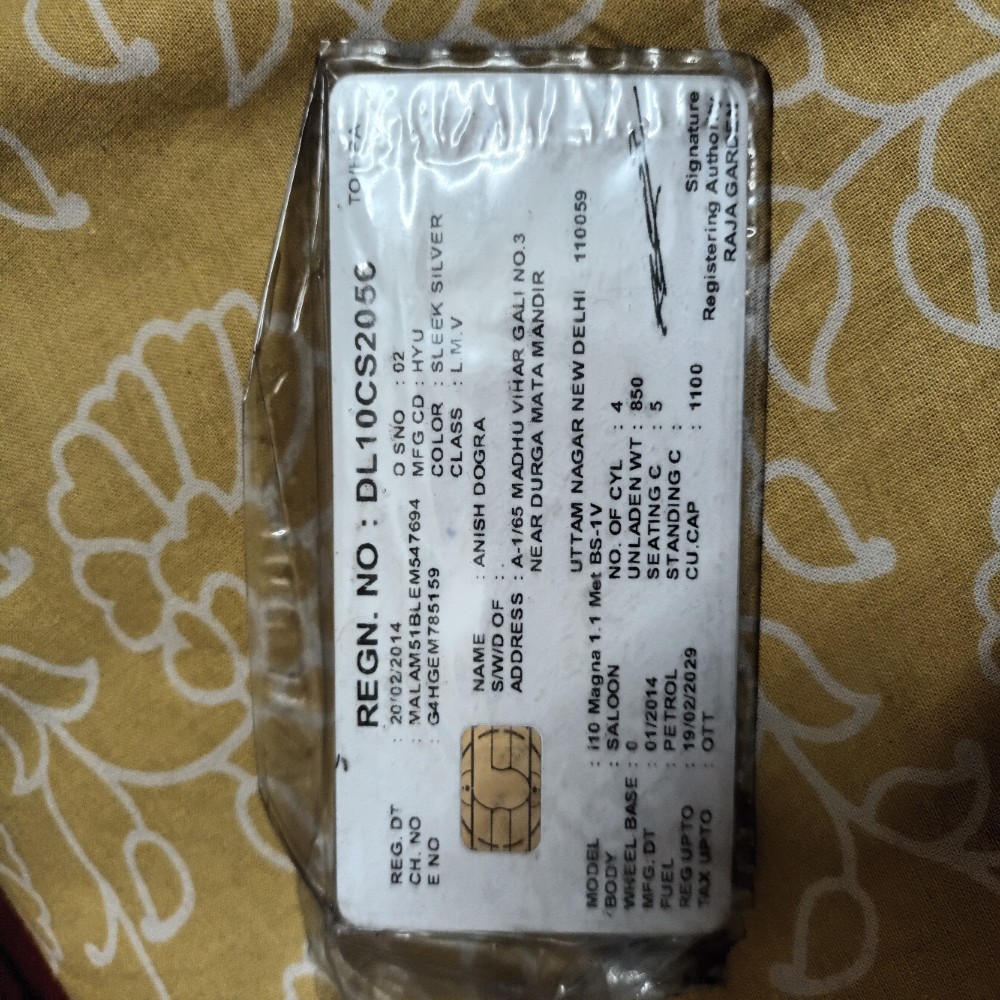 REGN. NO : DL10CS2056
REG. DT : 20/02/2014 O SNO : 02
CH. NO : MALAM51BLEM547694 MFG CD : HYU
E NO : G4HGEM785159 COLOR : SLEEK SILVER
CLASS : L.M.V
NAME : ANISH DOGRA
S/W/D OF :
ADDRESS : A-1/65 MADHU VIHAR GALI NO.3
NEAR DURGA MATA MANDIR
UTTAM NAGAR NEW DELHI 110059
MODEL : i10 Magna 1.1 Met BS-1V
BODY : SALOON NO. OF CYL : 4
WHEEL BASE : 0 UNLADEN WT : 850
MFG. DT : 01/2014 SEATING C : 5
FUEL : PETROL STANDING C :
REG UPTO : 19/02/2029 CU.CAP : 1100
TAX UPTO : OTT
Signature
Registering Authority
RAJA GARDEN